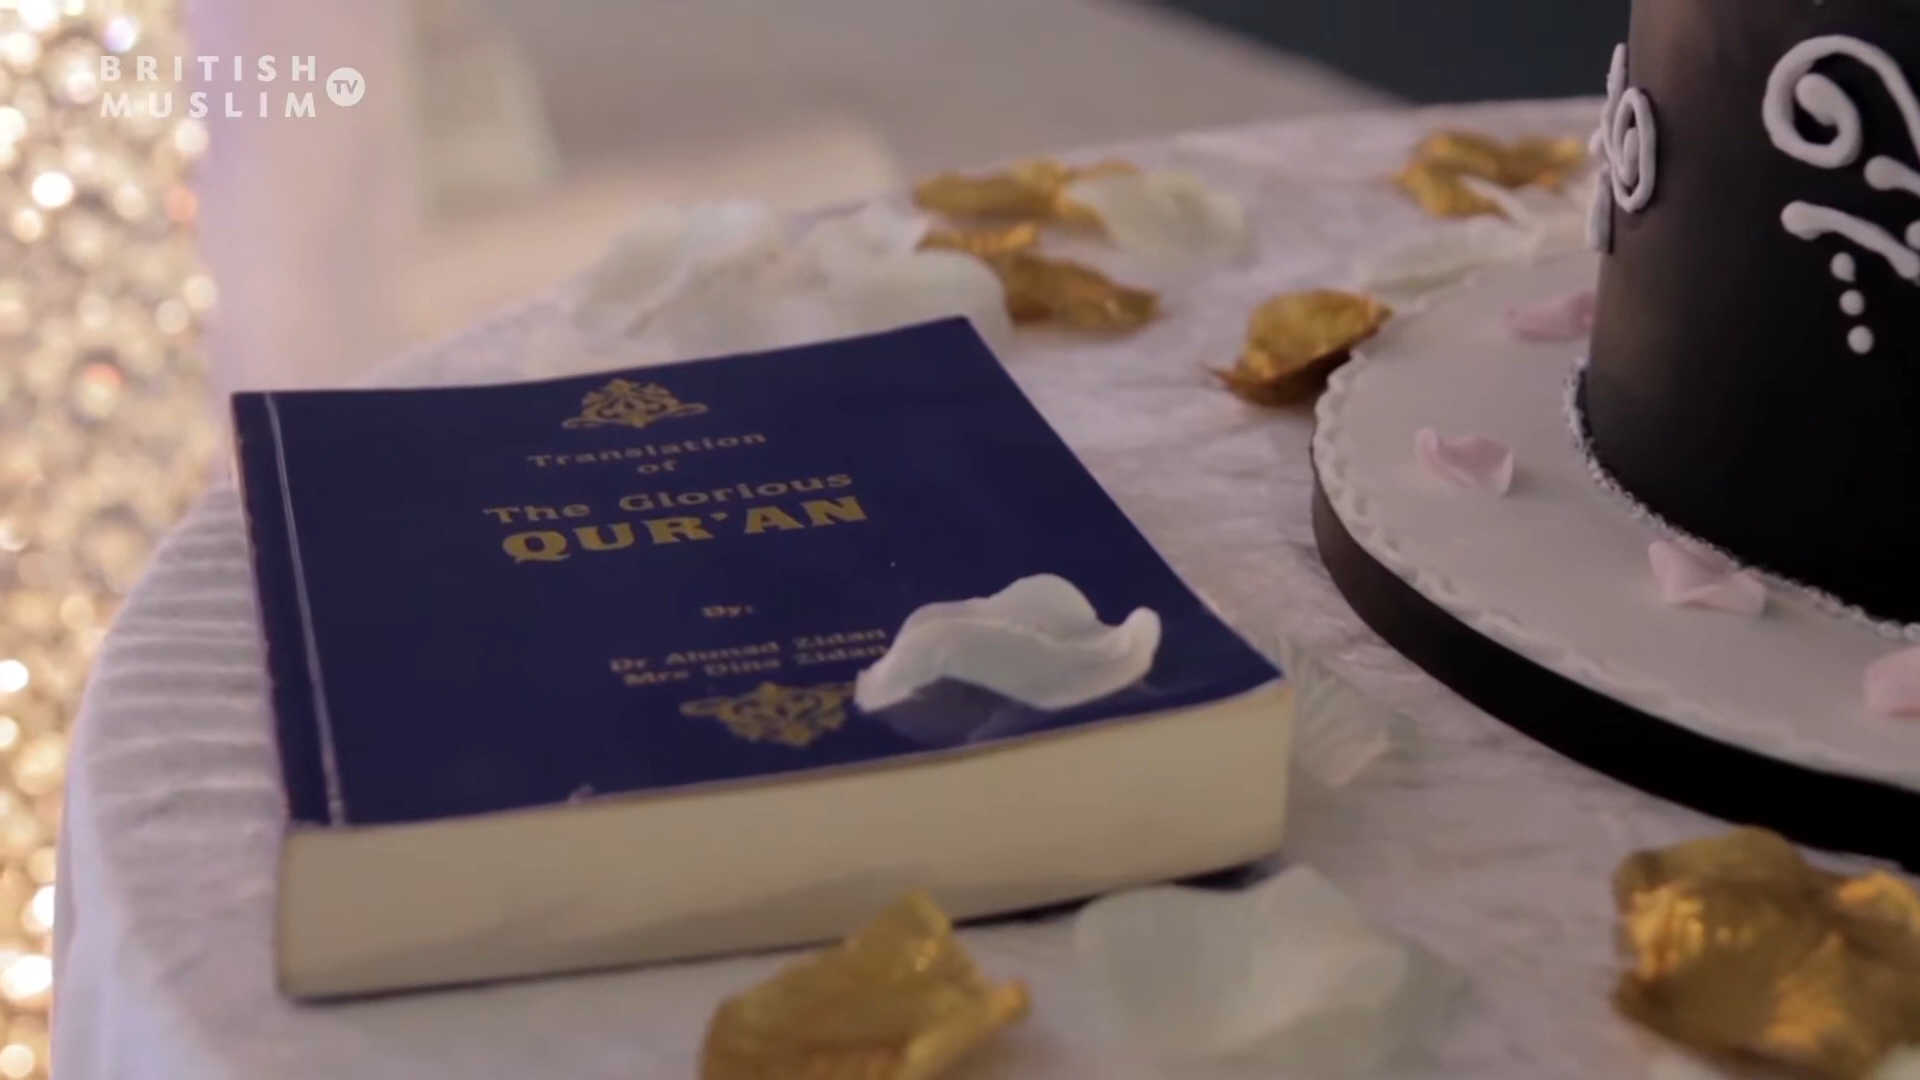 BRITISH
MUSLIM TV
Translation
of
The Glorious
QUR'AN
By:
Dr Ahmad Zidan
Mrs Dina Zidan